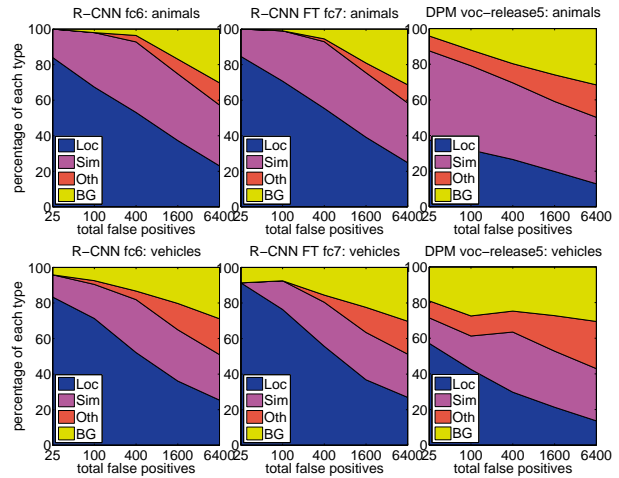 R-CNN fc6: animals R-CNN FT fc7: animals DPM voc-release5: animals
percentage of each type
100
80
60
40
20
0
Loc
Sim
Oth
BG
25 100 400 1600 6400
total false positives
Loc
Sim
Oth
BG
25 100 400 1600 6400
total false positives
Loc
Sim
Oth
BG
25 100 400 1600 6400
total false positives
R-CNN fc6: vehicles R-CNN FT fc7: vehicles DPM voc-release5: vehicles
percentage of each type
100
80
60
40
20
0
Loc
Sim
Oth
BG
25 100 400 1600 6400
total false positives
Loc
Sim
Oth
BG
25 100 400 1600 6400
total false positives
Loc
Sim
Oth
BG
25 100 400 1600 6400
total false positives